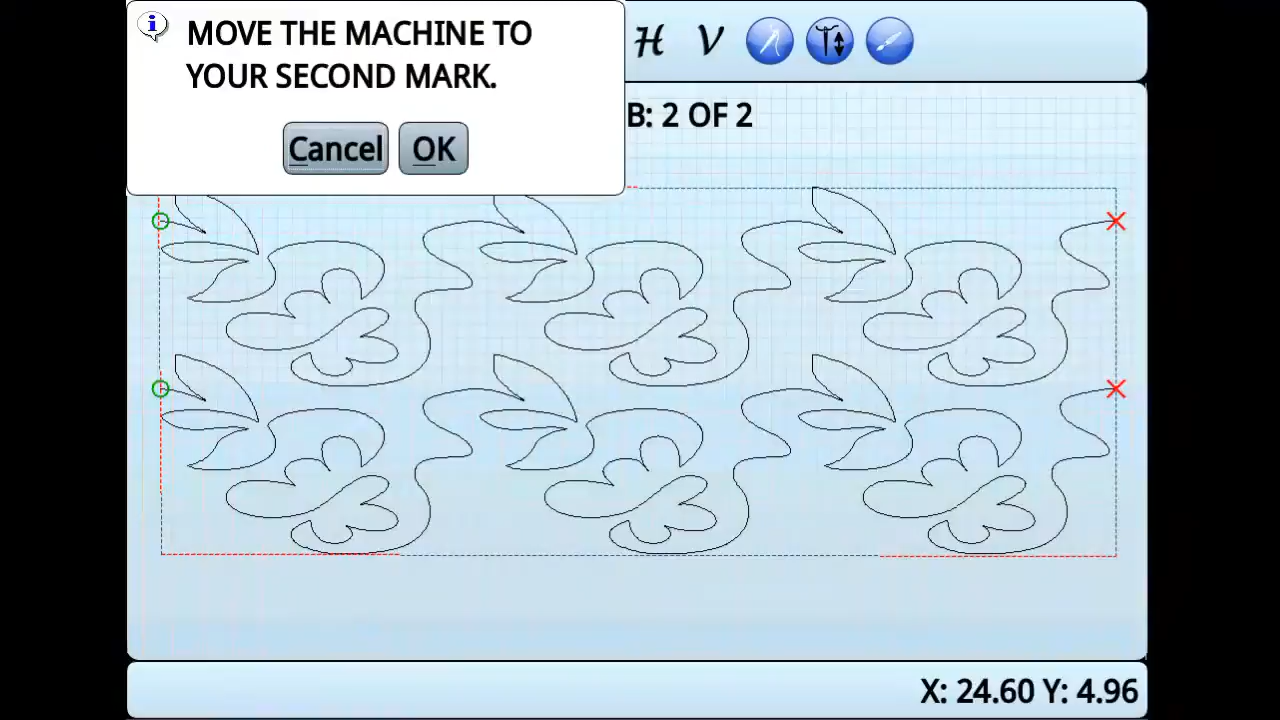 MOVE THE MACHINE TO
YOUR SECOND MARK.
Cancel OK
H V
B: 2 OF 2
X: 24.60 Y: 4.96